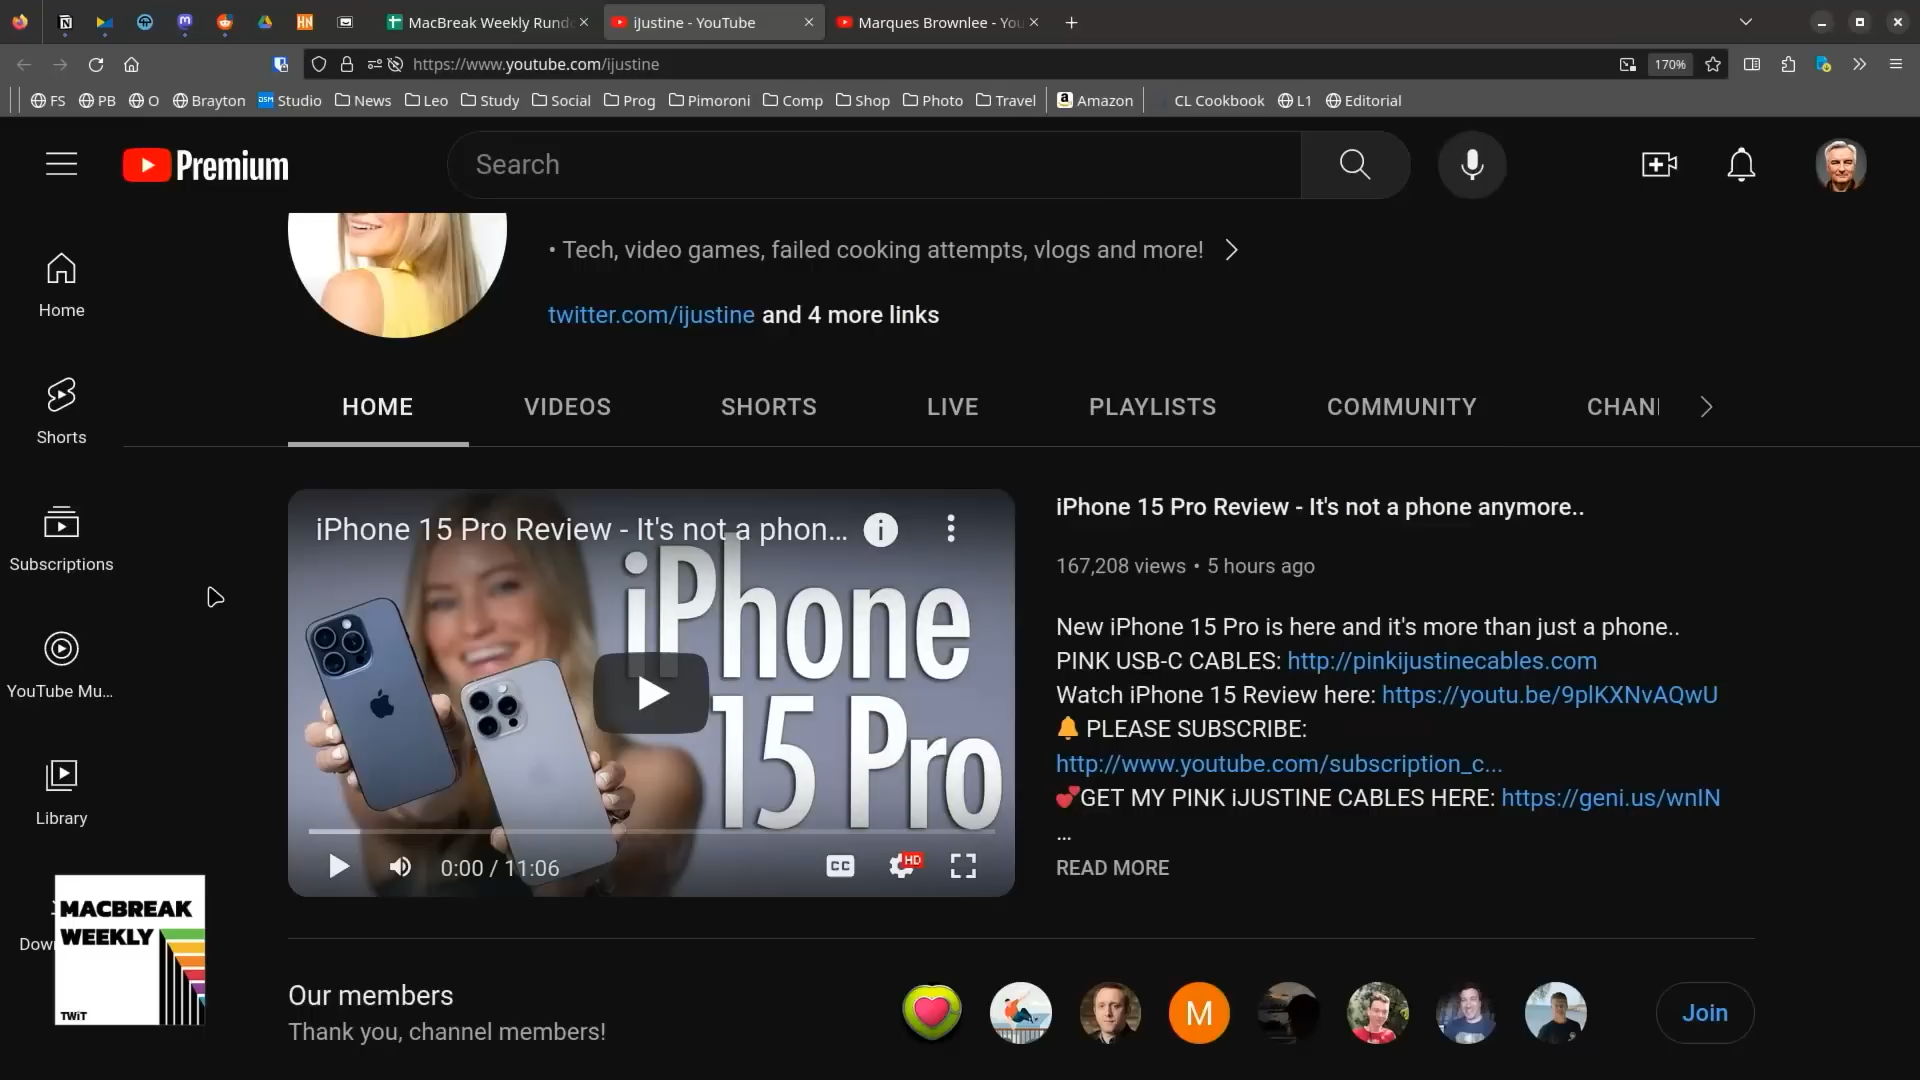 MacBreak Weekly Rund
iJustine - YouTube
Marques Brownlee - You
https://www.youtube.com/ijustine
170%
FS
PB
O
Brayton
DSM Studio
News
Leo
Study
Social
Prog
Pimoroni
Comp
Shop
Photo
Travel
Amazon
CL Cookbook
L1
Editorial
Premium
Search
• Tech, video games, failed cooking attempts, vlogs and more!
twitter.com/ijustine and 4 more links
Home
Shorts
Subscriptions
YouTube Mu...
Library
Dow
HOME
VIDEOS
SHORTS
LIVE
PLAYLISTS
COMMUNITY
CHAN
iPhone 15 Pro Review - It's not a phon...
iPhone
15 Pro
0:00 / 11:06
CC
HD
iPhone 15 Pro Review - It's not a phone anymore..
167,208 views • 5 hours ago
New iPhone 15 Pro is here and it's more than just a phone..
PINK USB-C CABLES: http://pinkijustinecables.com
Watch iPhone 15 Review here: https://youtu.be/9plKXNvAQwU
🔔 PLEASE SUBSCRIBE:
http://www.youtube.com/subscription_c...
💕GET MY PINK iJUSTINE CABLES HERE: https://geni.us/wnIN
...
READ MORE
MACBREAK
WEEKLY
TWiT
Our members
Thank you, channel members!
M
Join